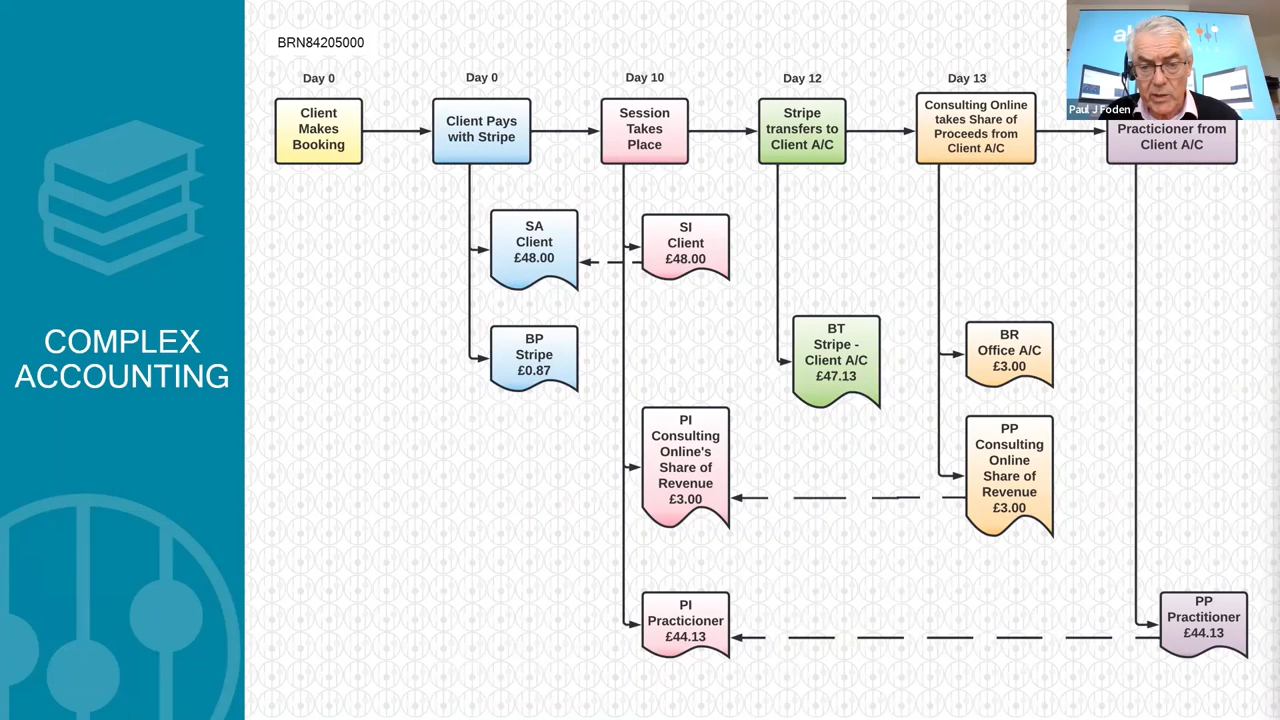 BRN84205000
Day 0
Day 0
Day 10
Day 12
Day 13
Client
Makes
Booking
Client Pays
with Stripe
Session
Takes
Place
Stripe
transfers to
Client A/C
Consulting Online
takes Share of
Proceeds from
Client A/C
Practicioner from
Client A/C
Paul J Foden
COMPLEX
ACCOUNTING
SA
Client
£48.00
SI
Client
£48.00
BP
Stripe
£0.87
BT
Stripe -
Client A/C
£47.13
BR
Office A/C
£3.00
PI
Consulting
Online's
Share of
Revenue
£3.00
PP
Consulting
Online
Share of
Revenue
£3.00
PI
Practicioner
£44.13
PP
Practitioner
£44.13